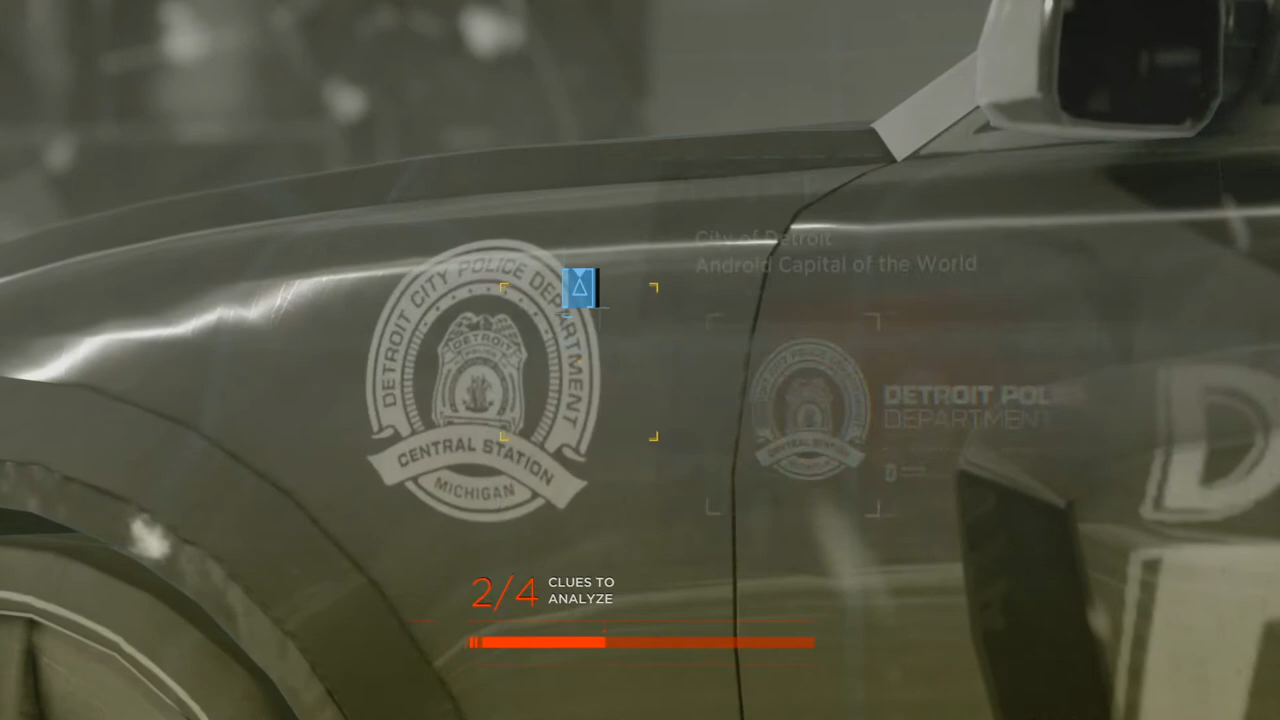 City of Detroit
Android Capital of the World
DETROIT CITY POLICE DEPARTMENT
DETROIT
CENTRAL STATION
MICHIGAN
DETROIT POL
DEPARTMENT
CENTRAL STATION
D
2/4
CLUES TO
ANALYZE